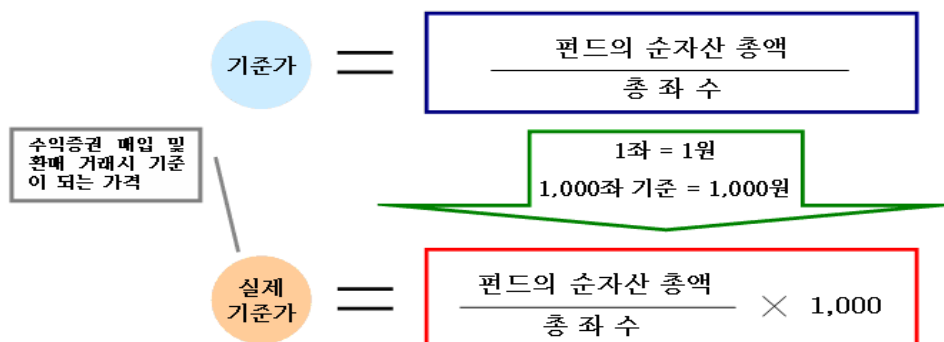 기준가
펀드의 순자산 총액
총 좌 수
수익증권 매입 및
환매 거래시 기준
이 되는 가격
1좌 = 1원
1,000좌 기준 = 1,000원
실제
기준가
펀드의 순자산 총액
총 좌 수
× 1,000